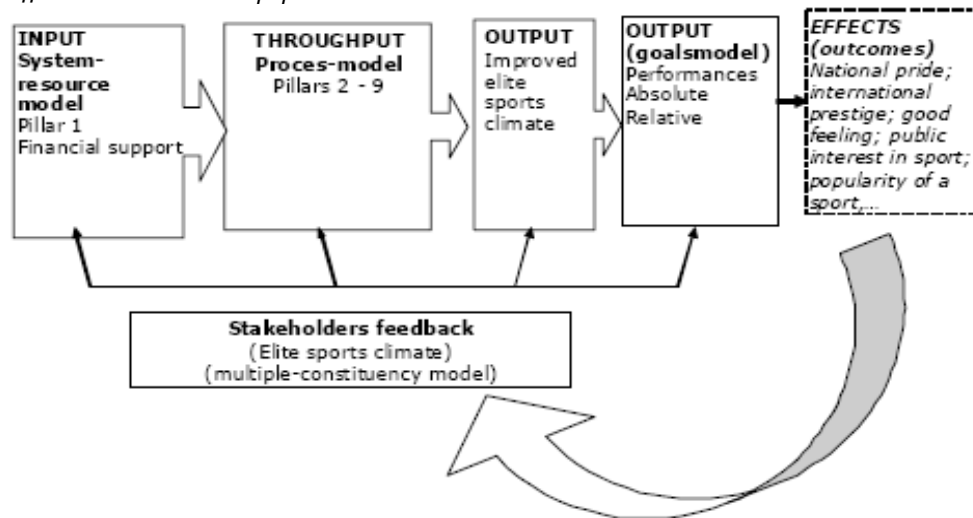 INPUT
System-
resource
model
Pillar 1
Financial support
THROUGHPUT
Proces-model
Pillars 2 - 9
OUTPUT
Improved
elite
sports
climate
OUTPUT
(goalsmodel)
Performances
Absolute
Relative
EFFECTS
(outcomes)
National pride;
international
prestige; good
feeling; public
interest in sport;
popularity of a
sport,...
Stakeholders feedback
(Elite sports climate)
(multiple-constituency model)